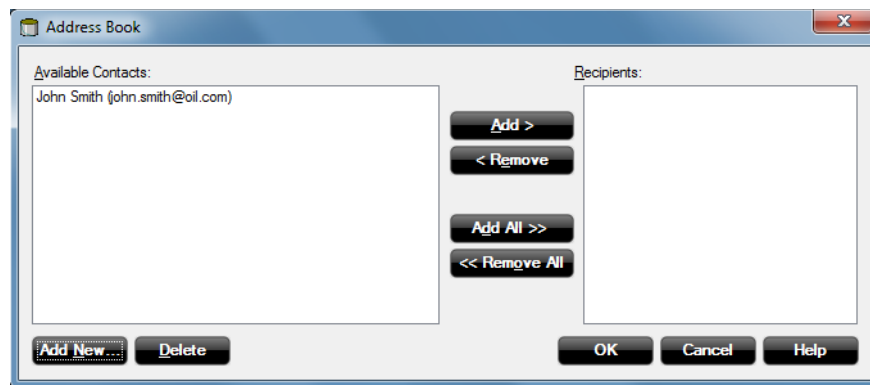 Address Book
Available Contacts:
Recipients:
John Smith (john.smith@oil.com)
Add >
< Remove
Add All >>
<< Remove All
Add New...
Delete
OK
Cancel
Help